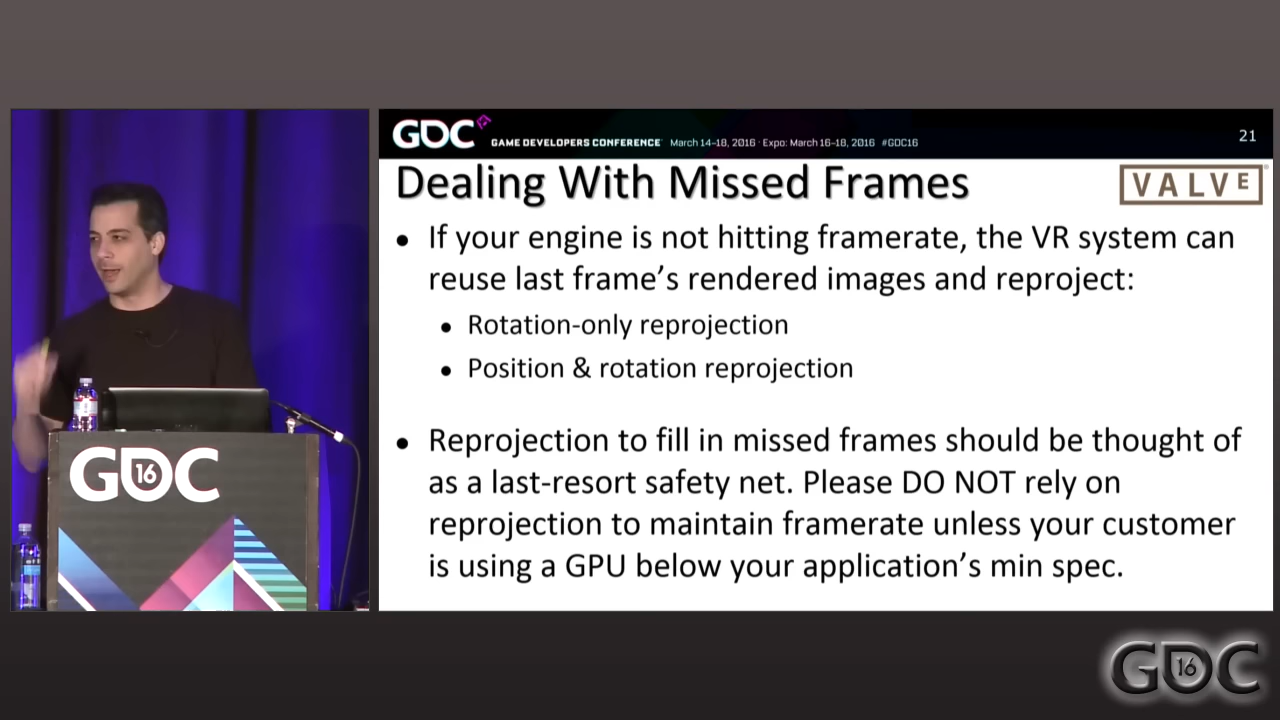 GDC
GAME DEVELOPERS CONFERENCE March 14-18, 2016 · Expo: March 16-18, 2016 #GDC16
21
Dealing With Missed Frames
VALVE
• If your engine is not hitting framerate, the VR system can
reuse last frame’s rendered images and reproject:
• Rotation-only reprojection
• Position & rotation reprojection
• Reprojection to fill in missed frames should be thought of
as a last-resort safety net. Please DO NOT rely on
reprojection to maintain framerate unless your customer
is using a GPU below your application’s min spec.
GDC 16
GDC 16